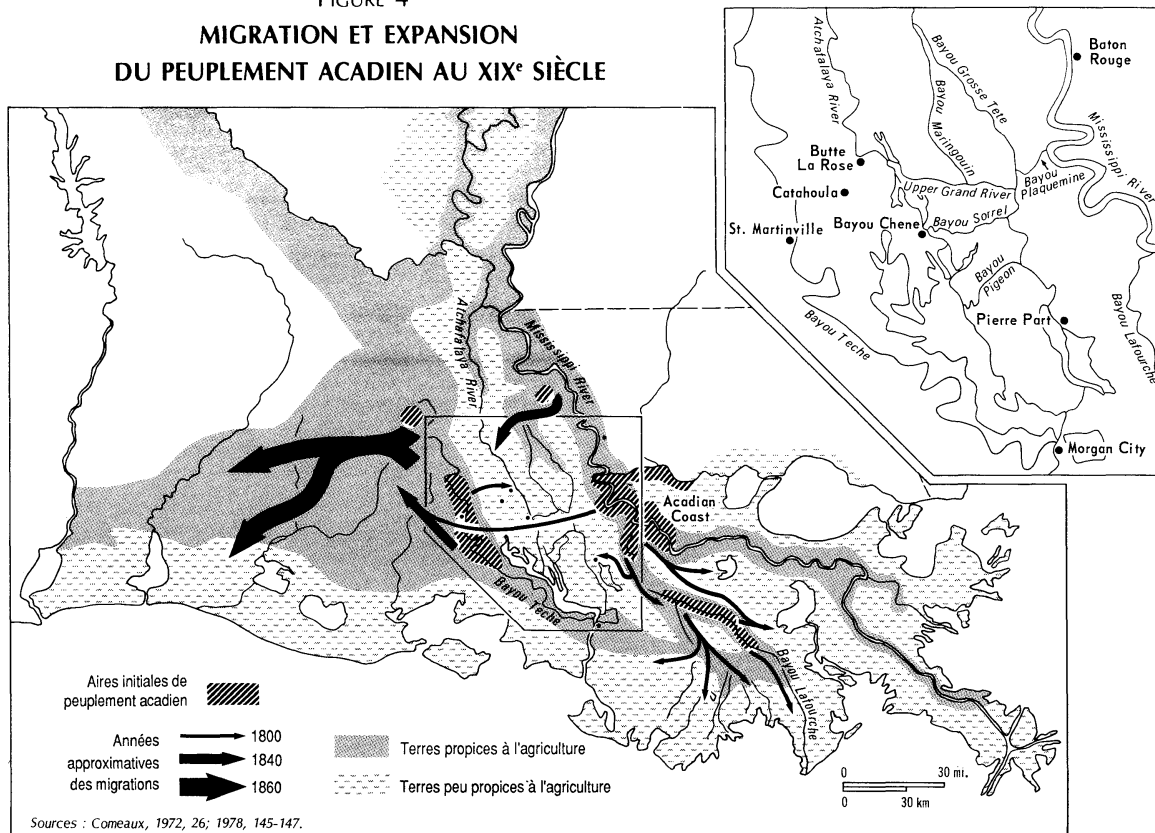 FIGURE 4
MIGRATION ET EXPANSION
DU PEUPLEMENT ACADIEN AU XIXe SIÈCLE
Baton
Rouge
Atchafalaya River
Bayou Grosse Tete
Bayou Maringouin
Mississippi River
Butte
La Rose
Bayou
Plaquemine
Catahoula
Upper Grand River
St. Martinville
Bayou Chene
Bayou Sorrel
Bayou
Pigeon
Pierre Part
Bayou Teche
Bayou Lafourche
Morgan City
Atchafalaya River
Mississippi River
Acadian
Coast
Bayou Teche
Bayou Lafourche
Aires initiales de
peuplement acadien
Années
approximatives
des migrations
1800
1840
1860
Terres propices à l'agriculture
Terres peu propices à l'agriculture
0 30 mi.
0 30 km
Sources : Comeaux, 1972, 26; 1978, 145-147.